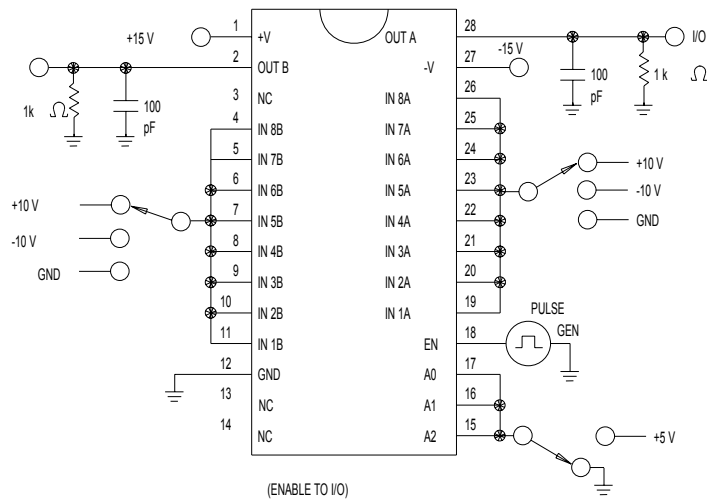 1 +V OUT A 28 I/O
+15 V
-15 V
2 OUT B -V 27
3 NC IN 8A 26
1k Ω 100 pF
100 pF 1 k Ω
4 IN 8B IN 7A 25
5 IN 7B IN 6A 24
6 IN 6B IN 5A 23
+10 V
-10 V
GND
7 IN 5B IN 4A 22
+10 V
-10 V
GND
8 IN 4B IN 3A 21
9 IN 3B IN 2A 20
10 IN 2B IN 1A 19
PULSE
GEN
11 IN 1B EN 18
12 GND A0 17
13 NC A1 16
14 NC A2 15
+5 V
(ENABLE TO I/O)